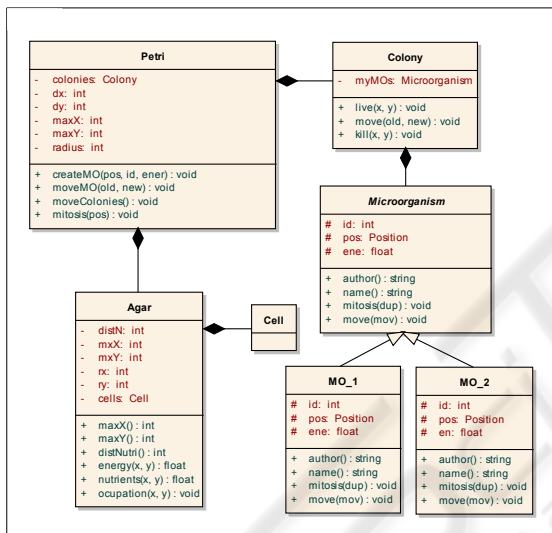 Petri
- colonies: Colony
- dx: int
- dy: int
- maxX: int
- maxY: int
- radius: int
+ createMO(pos, id, ener) : void
+ moveMO(old, new) : void
+ moveColonies() : void
+ mitosis(pos) : void
Colony
- myMOs: Microorganism
+ live(x, y) : void
+ move(old, new) : void
+ kill(x, y) : void
Microorganism
# id: int
# pos: Position
# ene: float
+ author() : string
+ name() : string
+ mitosis(dup) : void
+ move(mov) : void
Agar
- distN: int
- mxX: int
- mxY: int
- rx: int
- ry: int
- cells: Cell
+ maxX() : int
+ maxY() : int
+ distNutri() : int
+ energy(x, y) : float
+ nutrients(x, y) : float
+ ocupation(x, y) : void
Cell
MO_1
# id: int
# pos: Position
# ene: float
+ author() : string
+ name() : string
+ mitosis(dup) : void
+ move(mov) : void
MO_2
# id: int
# pos: Position
# en: float
+ author() : string
+ name() : string
+ mitosis(dup) : void
+ move(mov) : void